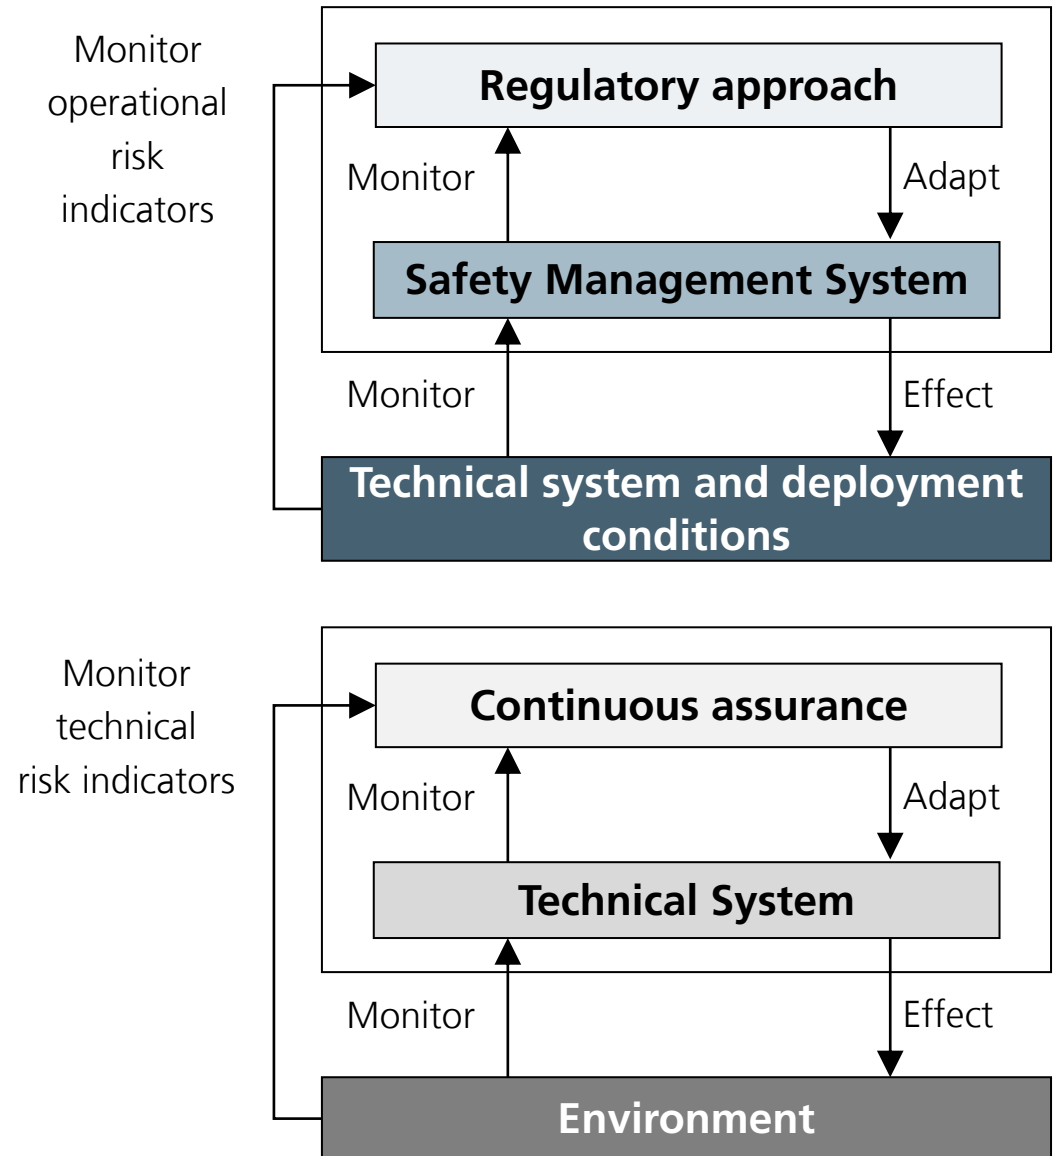 Monitor
operational
risk
indicators
Regulatory approach
Monitor
Adapt
Safety Management System
Monitor
Effect
Technical system and deployment
conditions
Monitor
technical
risk indicators
Continuous assurance
Monitor
Adapt
Technical System
Monitor
Effect
Environment